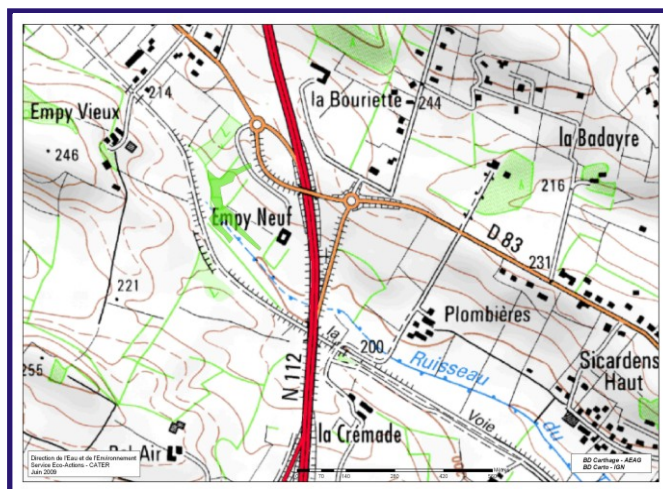 214
Empy Vieux
246
la Bouriette
244
la Badayre
216
Empy Neuf
D 83
231
221
Plombières
la
200
Ruisseau
du
255
N 112
Sicardens
Haut
Voie
la Crémade
Bel Air
Direction de l'Eau et de l'Environnement
Service Eco-Actions - CATER
Juin 2009
BD Carthage - AEAG
BD Carto - IGN